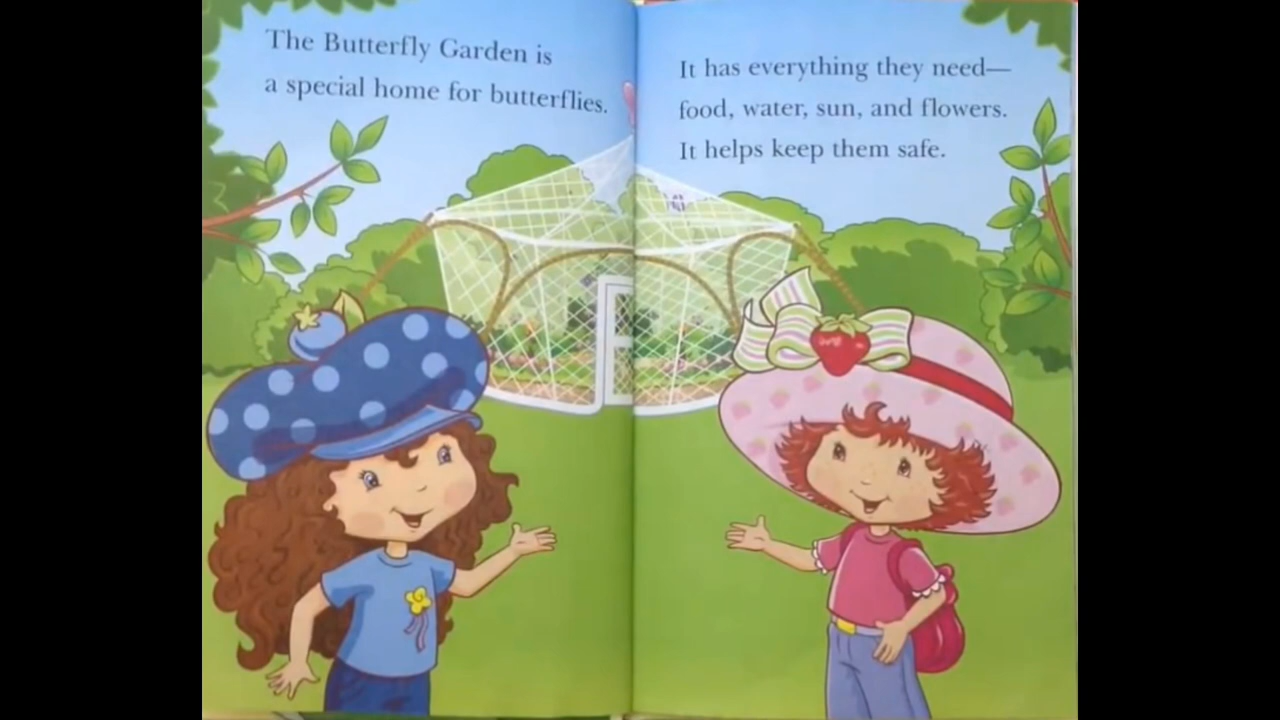 The Butterfly Garden is
a special home for butterflies.
It has everything they need—
food, water, sun, and flowers.
It helps keep them safe.